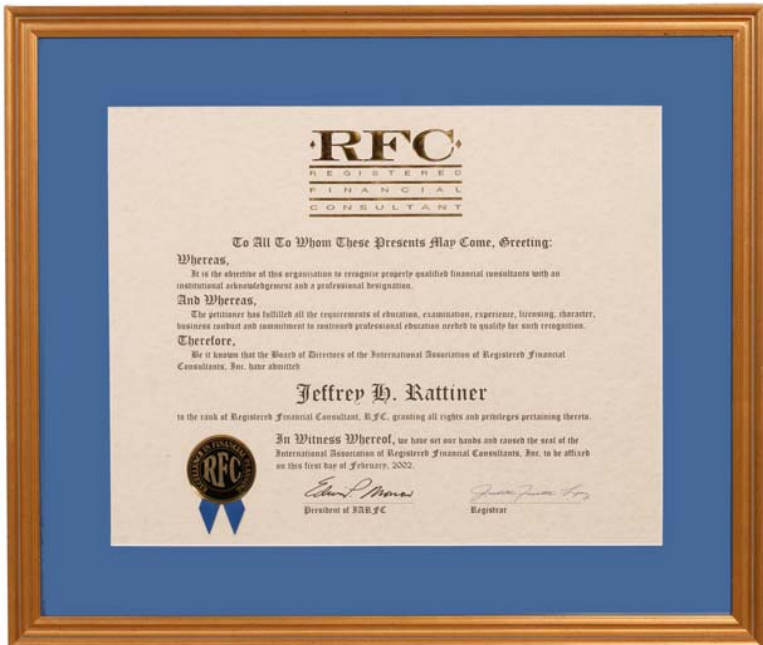 RFC
REGISTERED
FINANCIAL
CONSULTANT
To All To Whom These Presents May Come, Greeting:
Whereas,
It is the objective of this organization to recognize properly qualified financial consultants with an
institutional acknowledgement and a professional designation.
And Whereas,
The petitioner has fulfilled all the requirements of education, examination, experience, licensing, character,
business conduct and commitment to continued professional education needed to qualify for such recognition.
Therefore,
Be it known that the Board of Directors of the International Association of Registered Financial
Consultants, Inc. have admitted
Jeffrey H. Rattiner
to the rank of Registered Financial Consultant, RFC, granting all rights and privileges pertaining thereto.
In Witness Whereof, we have set our hands and caused the seal of the
International Association of Registered Financial Consultants, Inc. to be affixed
on this first day of February, 2002.
EXCELLENCE IN FINANCIAL PLANNING
RFC
President of IARFC
Registrar